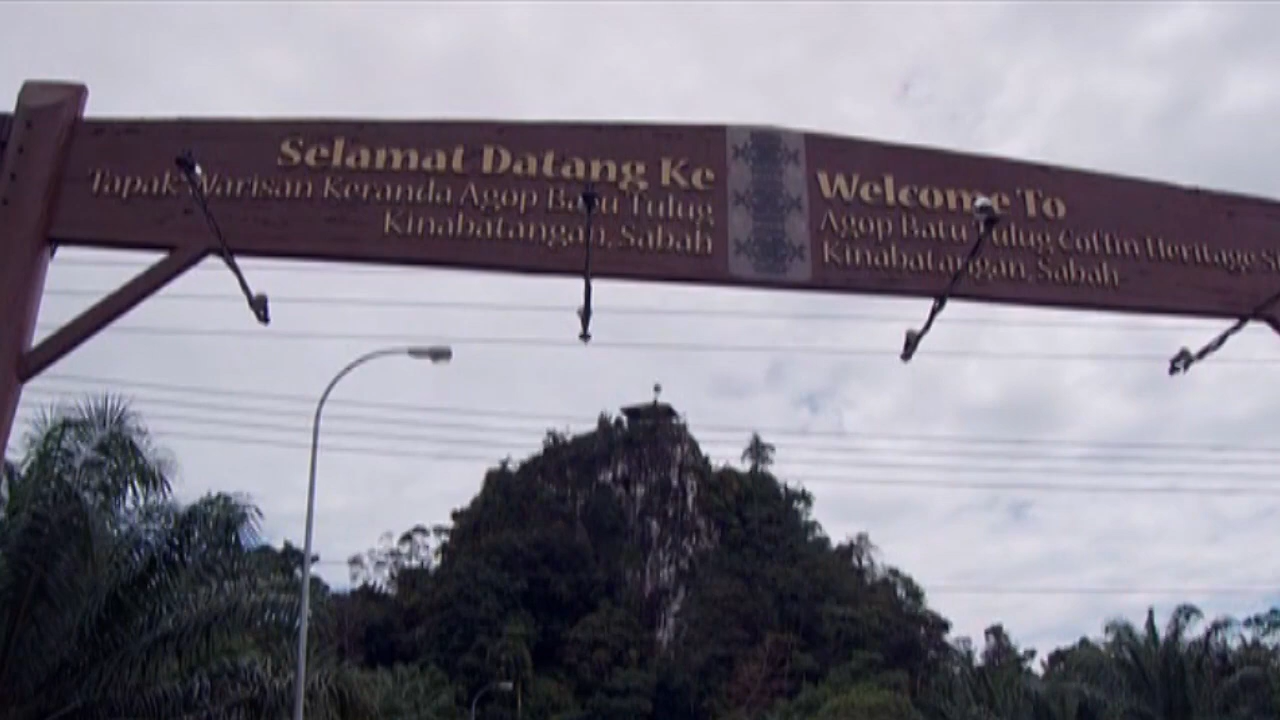 Selamat Datang Ke
Tapak Warisan Keranda Agop Batu Tulug
Kinabatangan, Sabah
Welcome To
Agop Batu Tulug Coffin Heritage
Kinabatangan, Sabah